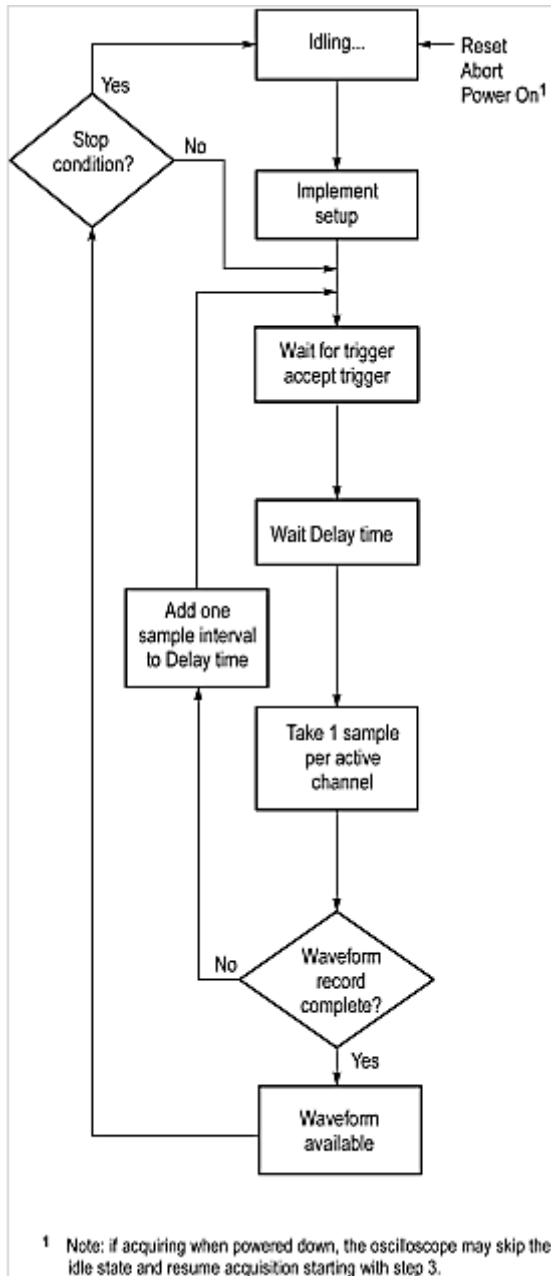 Idling...
Reset
Abort
Power On1
Yes
Stop
condition?
No
Implement
setup
Wait for trigger
accept trigger
Wait Delay time
Add one
sample interval
to Delay time
Take 1 sample
per active
channel
Waveform
record
complete?
No
Yes
Waveform
available
1 Note: if acquiring when powered down, the oscilloscope may skip the
idle state and resume acquisition starting with step 3.